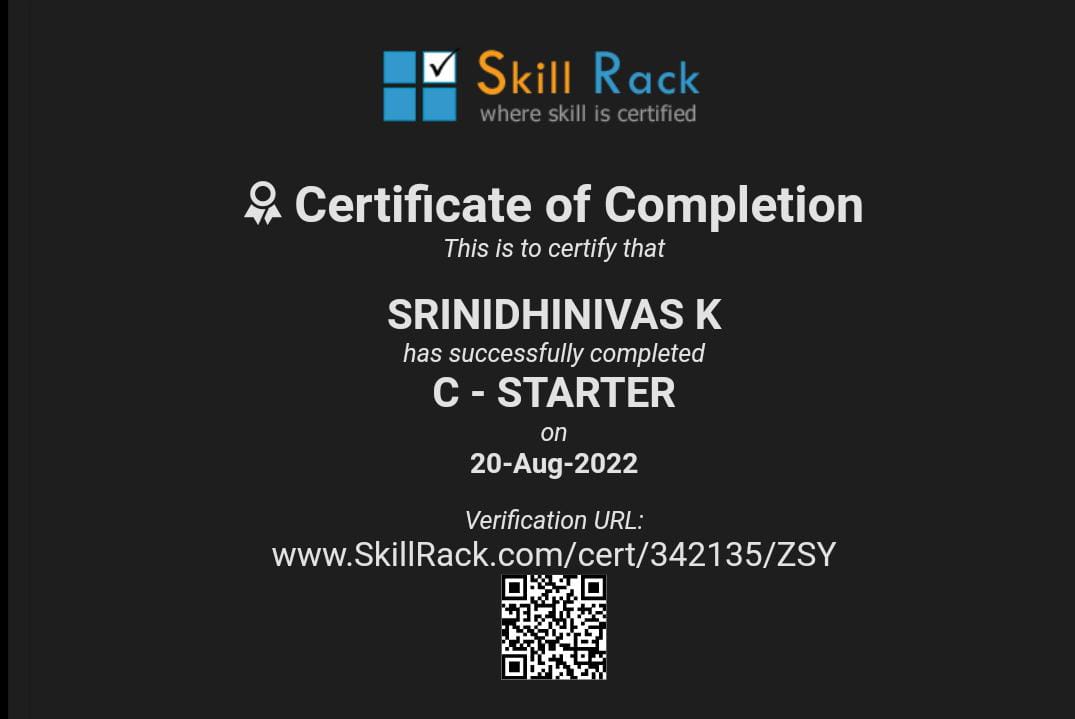 Skill Rack
where skill is certified
Certificate of Completion
This is to certify that
SRINIDHINIVAS K
has successfully completed
C - STARTER
on
20-Aug-2022
Verification URL:
www.SkillRack.com/cert/342135/ZSY